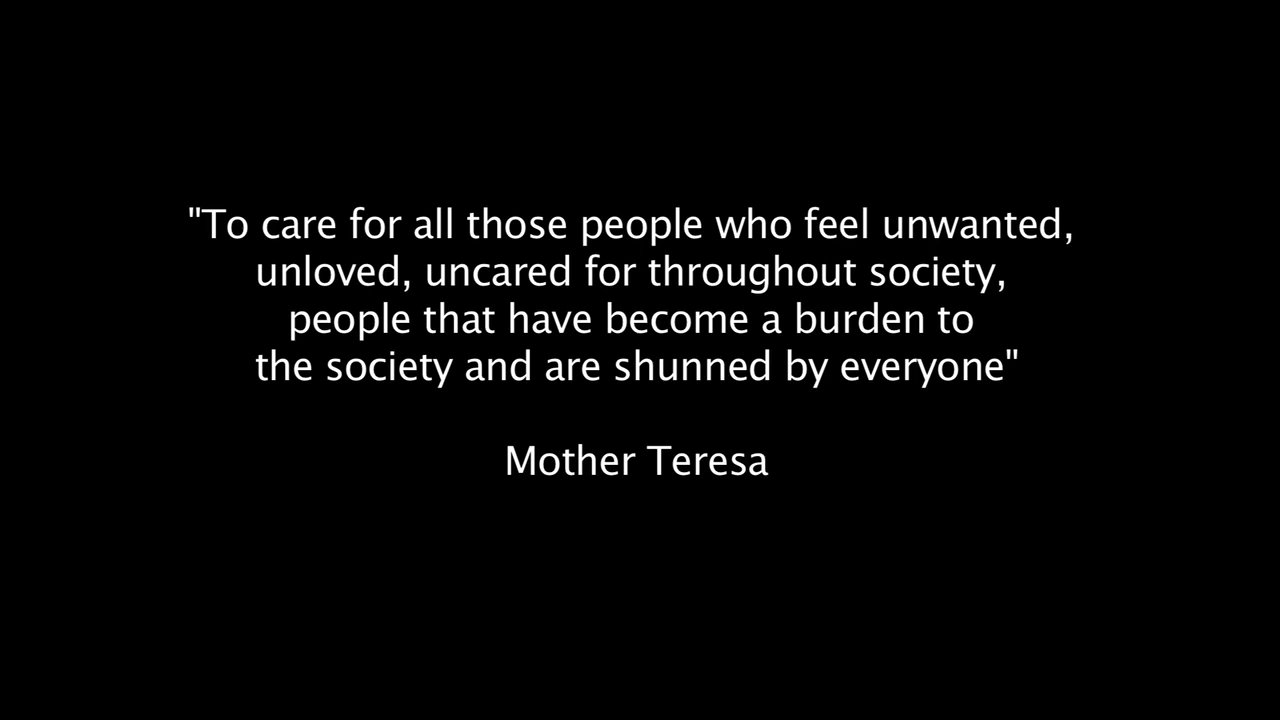 "To care for all those people who feel unwanted,
unloved, uncared for throughout society,
people that have become a burden to
the society and are shunned by everyone"
Mother Teresa